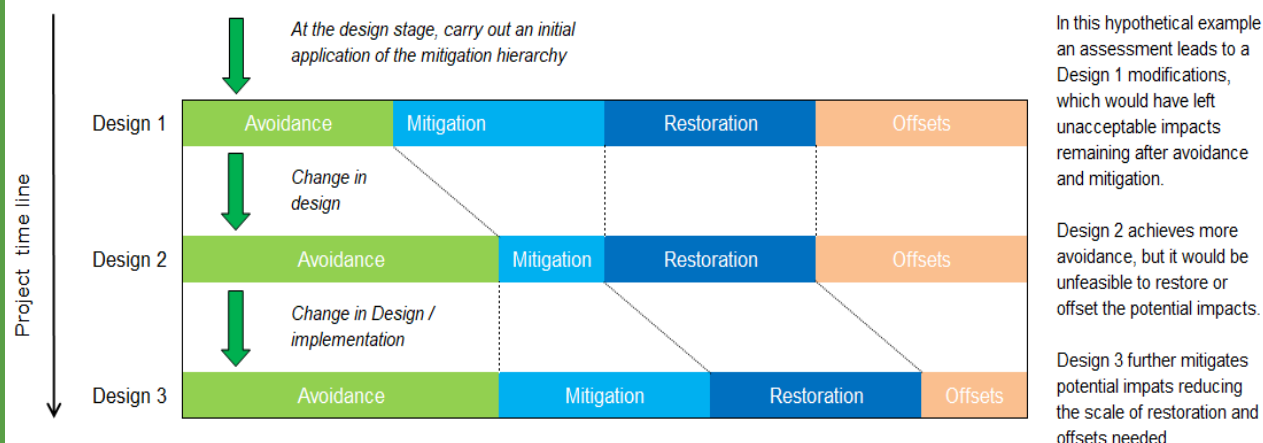 At the design stage, carry out an initial
application of the mitigation hierarchy
Project time line
Design 1
Avoidance
Mitigation
Restoration
Offsets
Change in
design
Design 2
Avoidance
Mitigation
Restoration
Offsets
Change in Design /
implementation
Design 3
Avoidance
Mitigation
Restoration
Offsets
In this hypothetical example
an assessment leads to a
Design 1 modifications,
which would have left
unacceptable impacts
remaining after avoidance
and mitigation.
Design 2 achieves more
avoidance, but it would be
unfeasible to restore or
offset the potential impacts.
Design 3 further mitigates
potential impats reducing
the scale of restoration and
offsets needed